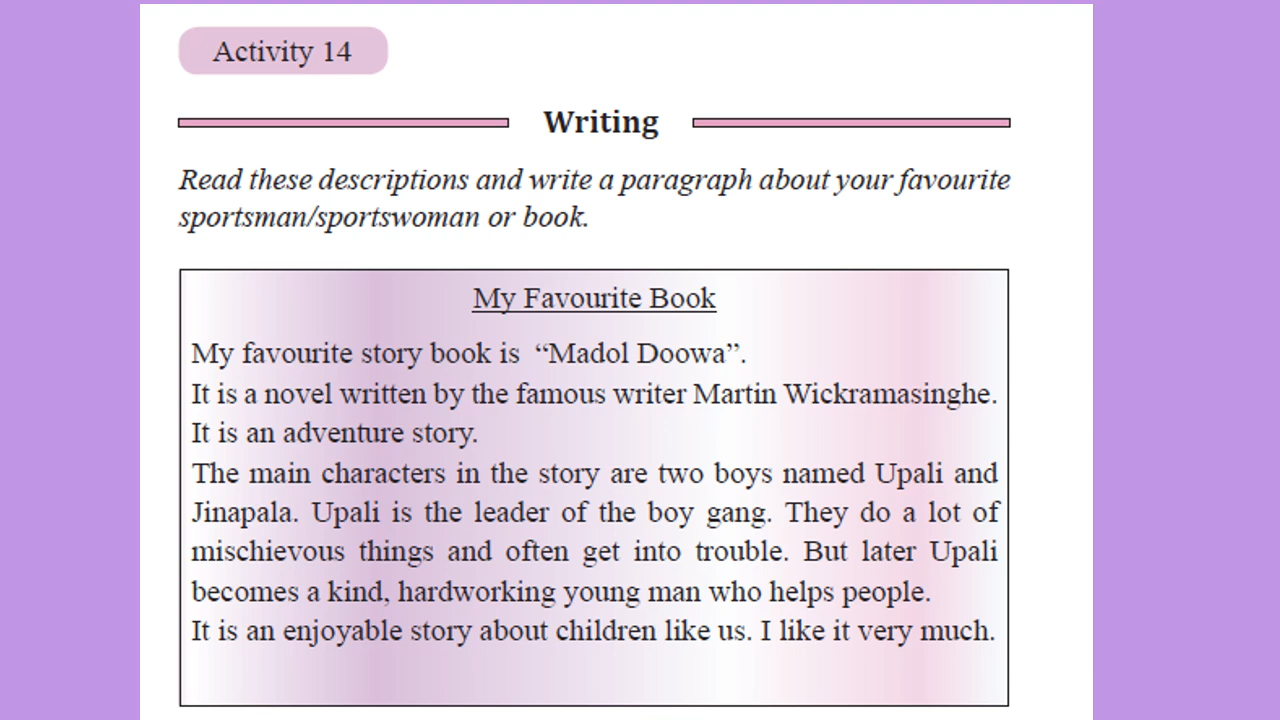 Activity 14
Writing
Read these descriptions and write a paragraph about your favourite
sportsman/sportswoman or book.
My Favourite Book
My favourite story book is “Madol Doowa”.
It is a novel written by the famous writer Martin Wickramasinghe.
It is an adventure story.
The main characters in the story are two boys named Upali and
Jinapala. Upali is the leader of the boy gang. They do a lot of
mischievous things and often get into trouble. But later Upali
becomes a kind, hardworking young man who helps people.
It is an enjoyable story about children like us. I like it very much.